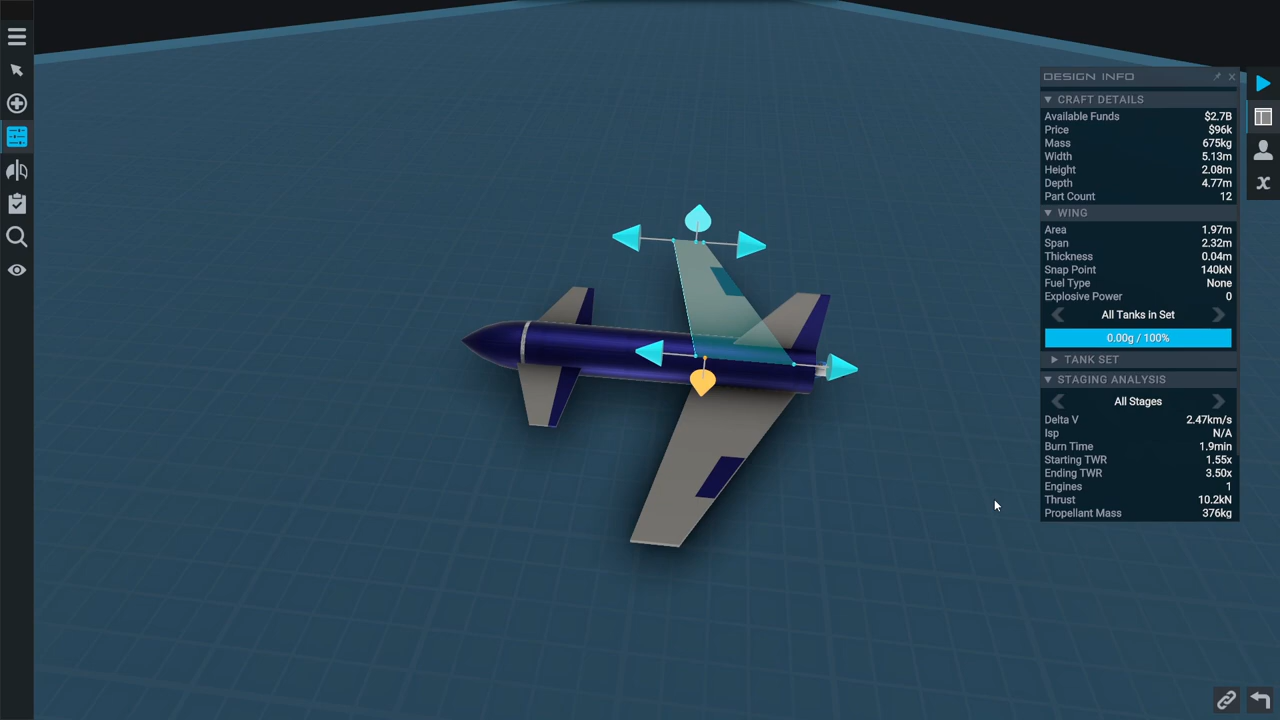 DESIGN INFO
CRAFT DETAILS
Available Funds $2.7B
Price $96k
Mass 675kg
Width 5.13m
Height 2.08m
Depth 4.77m
Part Count 12
WING
Area 1.97m
Span 2.32m
Thickness 0.04m
Snap Point 140kN
Fuel Type None
Explosive Power 0
All Tanks in Set
0.00g / 100%
TANK SET
STAGING ANALYSIS
All Stages
Delta V 2.47km/s
Isp N/A
Burn Time 1.9min
Starting TWR 1.55x
Ending TWR 3.50x
Engines 1
Thrust 10.2kN
Propellant Mass 376kg